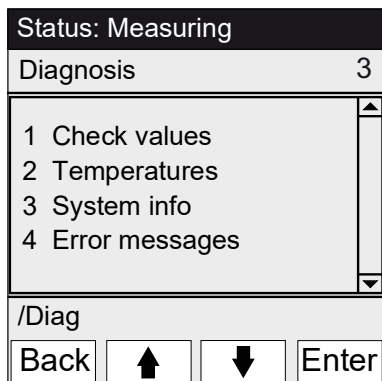 Status: Measuring
Diagnosis 3
1 Check values
2 Temperatures
3 System info
4 Error messages
/Diag
Back Enter